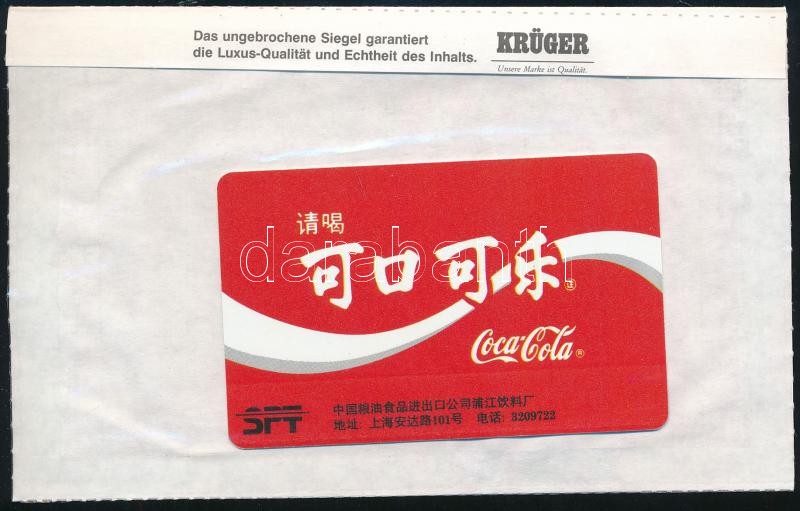 Das ungebrochene Siegel garantiert
die Luxus-Qualität und Echtheit des Inhalts.
KRÜGER
Unsere Marke ist Qualität.
请喝
可口可乐
darabanth
Coca-Cola ®
SPT
中国粮油食品进出口公司浦江饮料厂
地址: 上海安达路101号 电话: 3209722